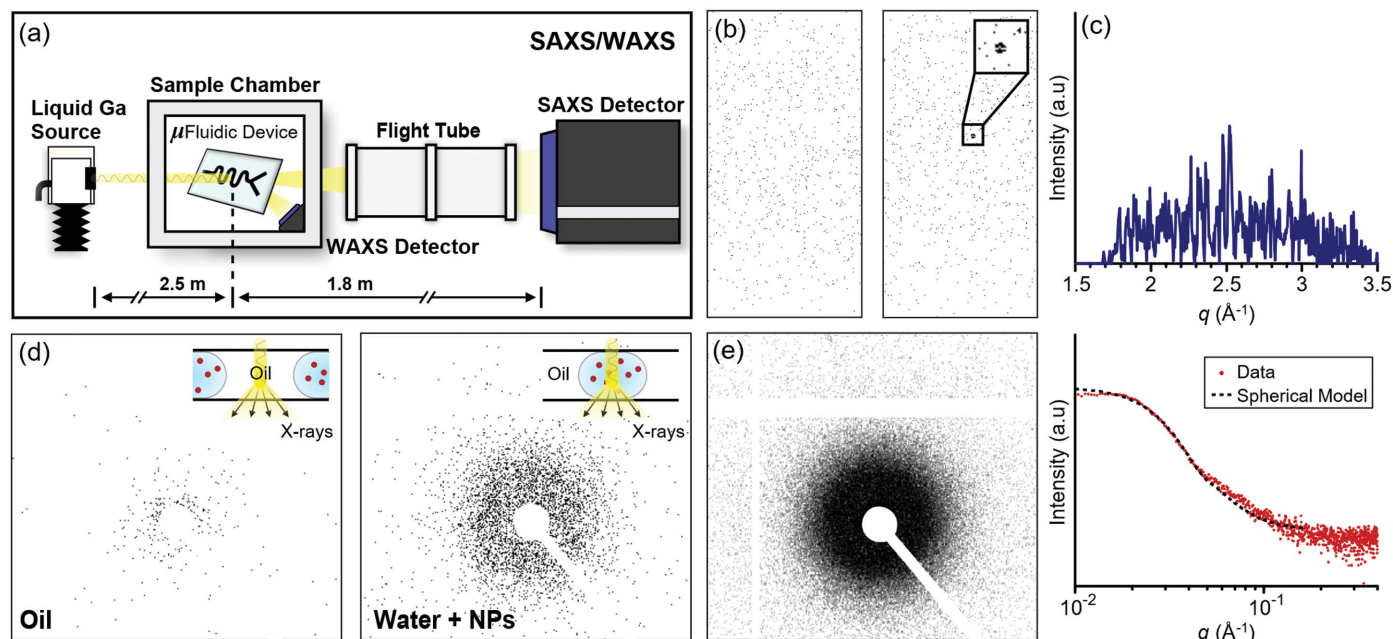 (a)
SAXS/WAXS
Sample Chamber
Liquid Ga
Source
μFluidic Device
Flight Tube
SAXS Detector
WAXS Detector
2.5 m
1.8 m
(b)
(c)
Intensity (a.u)
1.5
2
2.5
3
3.5
q (Å⁻¹)
(d)
Oil
X-rays
Oil
Oil
X-rays
Water + NPs
(e)
Data
Spherical Model
Intensity (a.u)
10⁻²
10⁻¹
q (Å⁻¹)